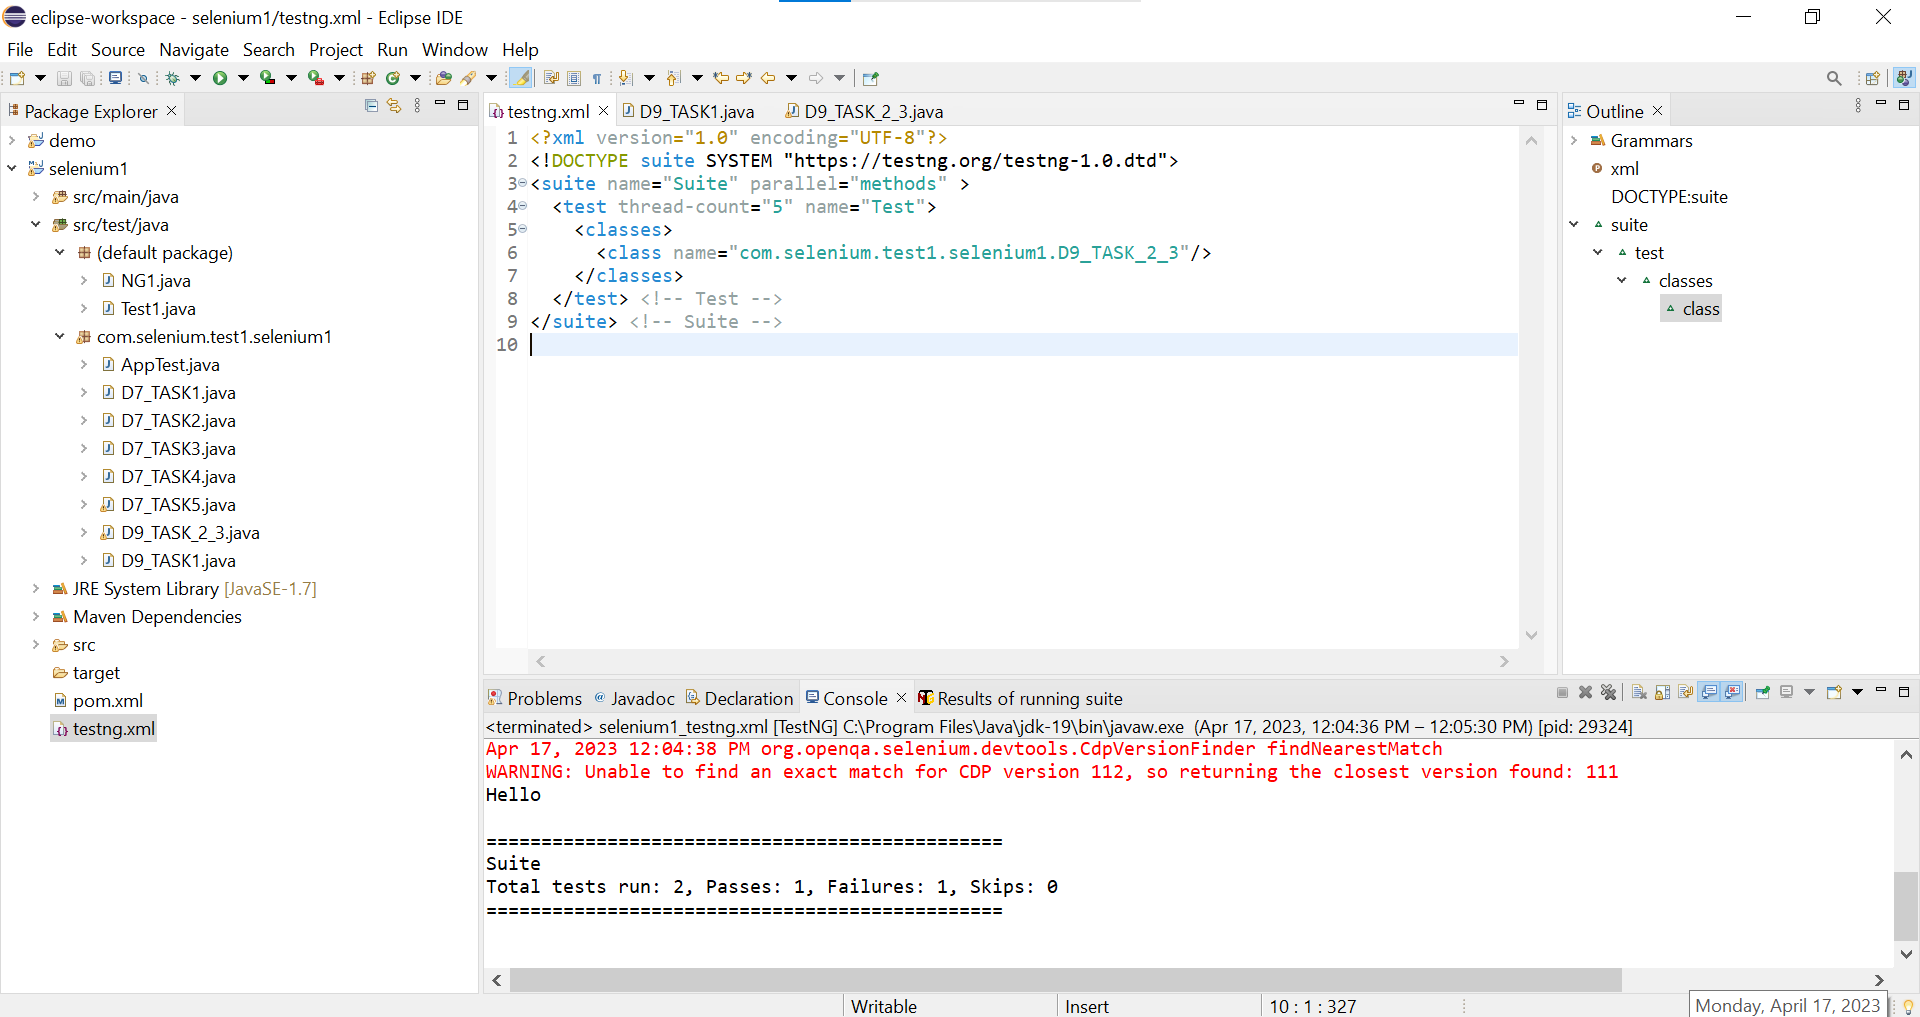 eclipse-workspace - selenium1/testng.xml - Eclipse IDE
File Edit Source Navigate Search Project Run Window Help
Package Explorer
demo
selenium1
src/main/java
src/test/java
(default package)
NG1.java
Test1.java
com.selenium.test1.selenium1
AppTest.java
D7_TASK1.java
D7_TASK2.java
D7_TASK3.java
D7_TASK4.java
D7_TASK5.java
D9_TASK_2_3.java
D9_TASK1.java
JRE System Library [JavaSE-1.7]
Maven Dependencies
src
target
pom.xml
testng.xml
testng.xml D9_TASK1.java D9_TASK_2_3.java
1 <?xml version="1.0" encoding="UTF-8"?>
2 <!DOCTYPE suite SYSTEM "https://testng.org/testng-1.0.dtd">
3 <suite name="Suite" parallel="methods" >
4 <test thread-count="5" name="Test">
5 <classes>
6 <class name="com.selenium.test1.selenium1.D9_TASK_2_3"/>
7 </classes>
8 </test> <!-- Test -->
9 </suite> <!-- Suite -->
10
Outline
Grammars
xml
DOCTYPE:suite
suite
test
classes
class
Problems @ Javadoc Declaration Console Results of running suite
<terminated> selenium1_testng.xml [TestNG] C:\Program Files\Java\jdk-19\bin\javaw.exe (Apr 17, 2023, 12:04:36 PM – 12:05:30 PM) [pid: 29324]
Apr 17, 2023 12:04:38 PM org.openqa.selenium.devtools.CdpVersionFinder findNearestMatch
WARNING: Unable to find an exact match for CDP version 112, so returning the closest version found: 111
Hello
===============================================
Suite
Total tests run: 2, Passes: 1, Failures: 1, Skips: 0
===============================================
Writable Insert 10 : 1 : 327
Monday, April 17, 2023